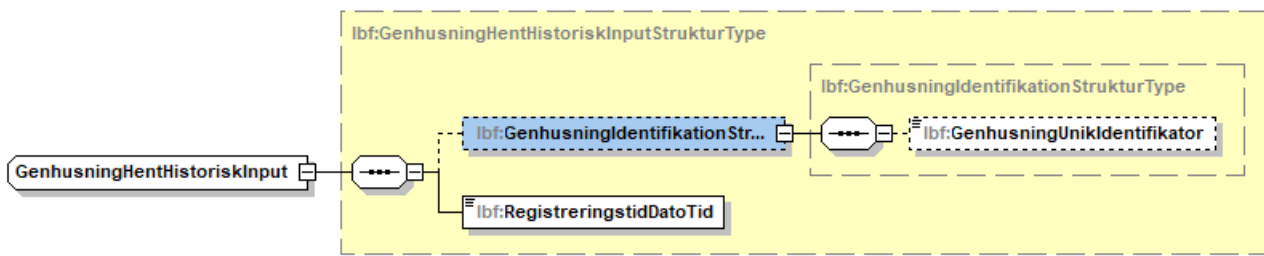 lbf:GenhusningHentHistoriskInputStrukturType
lbf:GenhusningIdentifikationStrukturType
lbf:GenhusningIdentifikationStr...
lbf:GenhusningUnikIdentifikator
GenhusningHentHistoriskInput
lbf:RegistreringstidDatoTid